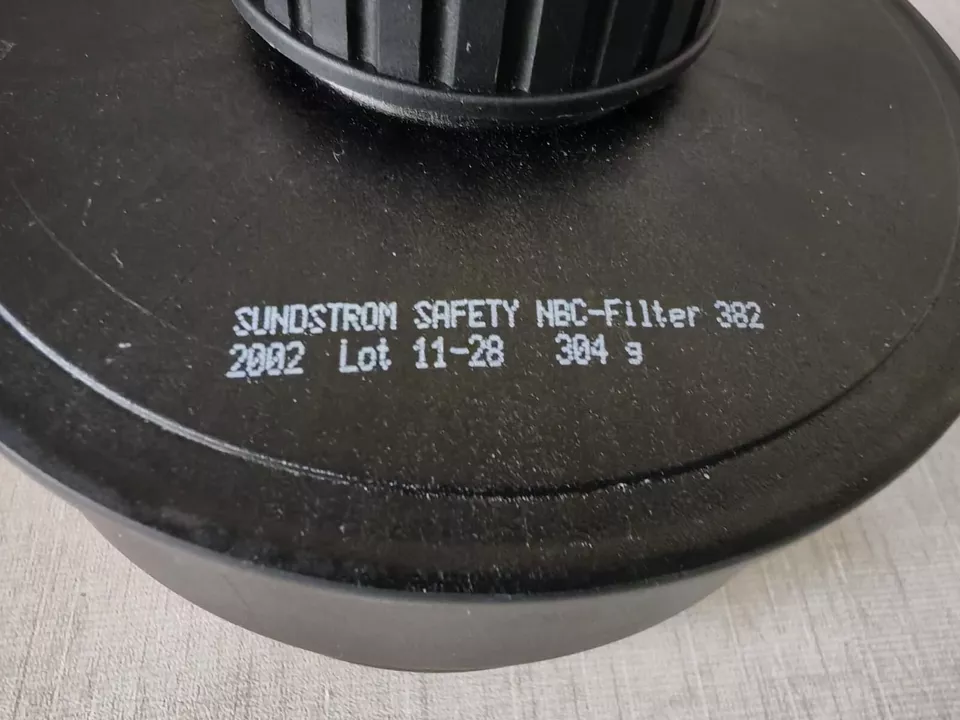 SUNDSTROM SAFETY NBC-Filter 382
2002 Lot 11-28 304 g